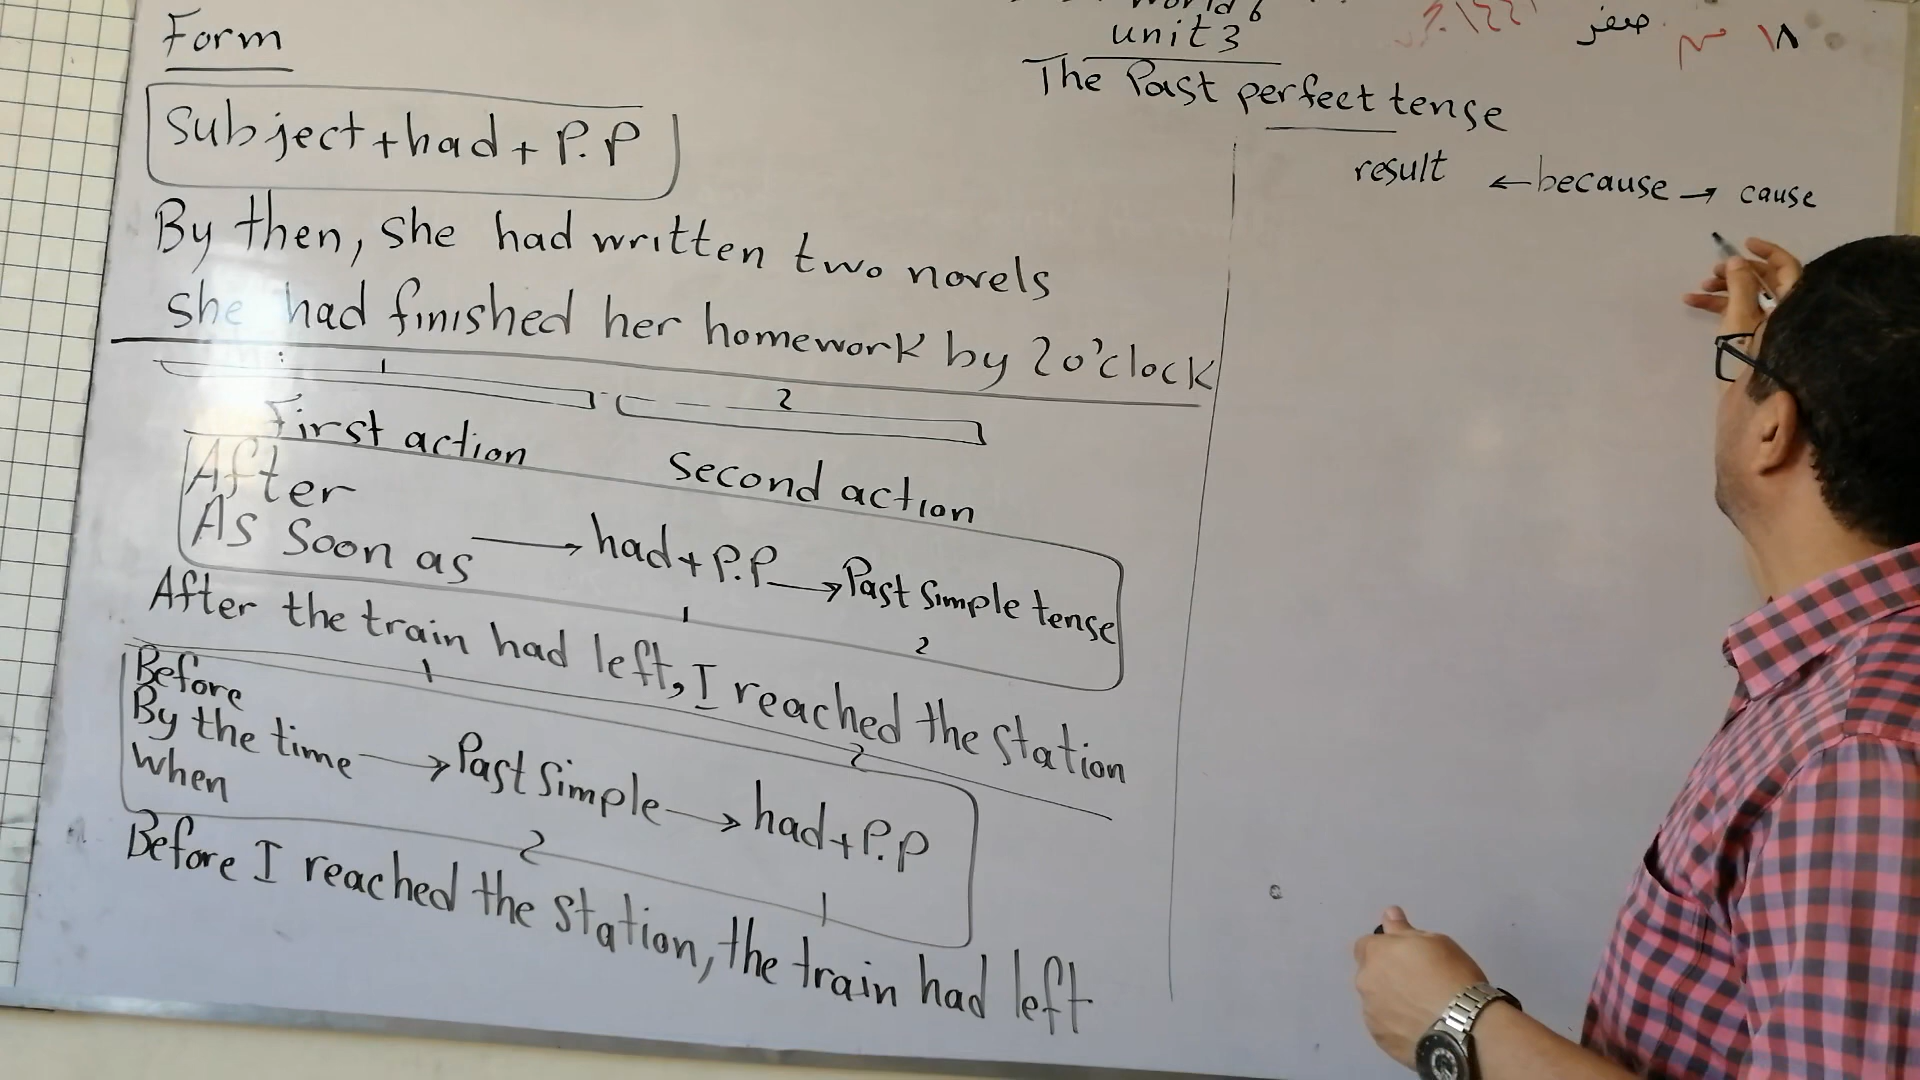 World 6
unit 3
١٨ صفر
The Past perfect tense
Form
Subject + had + P.P
By then, she had written two novels
she had finished her homework by 2 o'clock
1 2
First action second action
After
As soon as → had + P.P → Past simple tense
1 2
After the train had left, I reached the station
1 2
Before
By the time → Past simple → had + P.P
when
2 1
Before I reached the station, the train had left
result ← because → cause